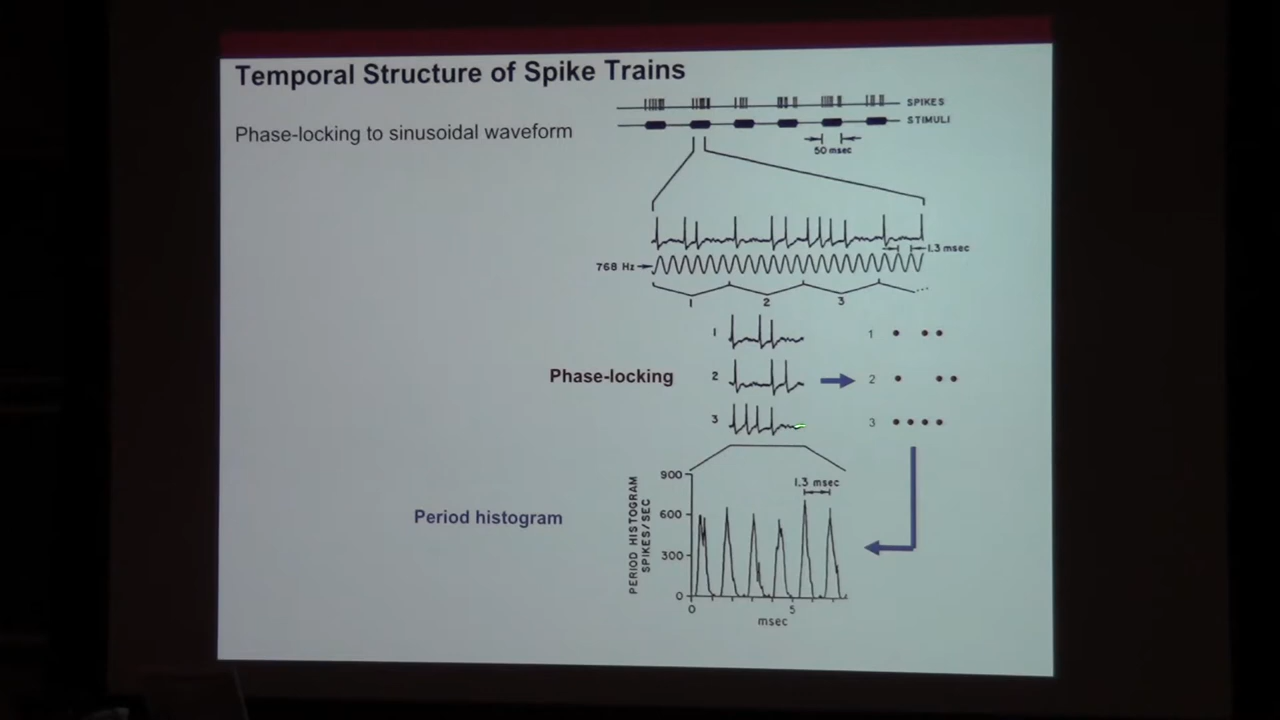 Temporal Structure of Spike Trains
SPIKES
STIMULI
Phase-locking to sinusoidal waveform
50 msec
1.3 msec
768 Hz
1 2 3 ...
1 1
Phase-locking 2 2
3 3
900
1.3 msec
600
300
0
PERIOD HISTOGRAM
SPIKES/SEC
Period histogram
0 5
msec